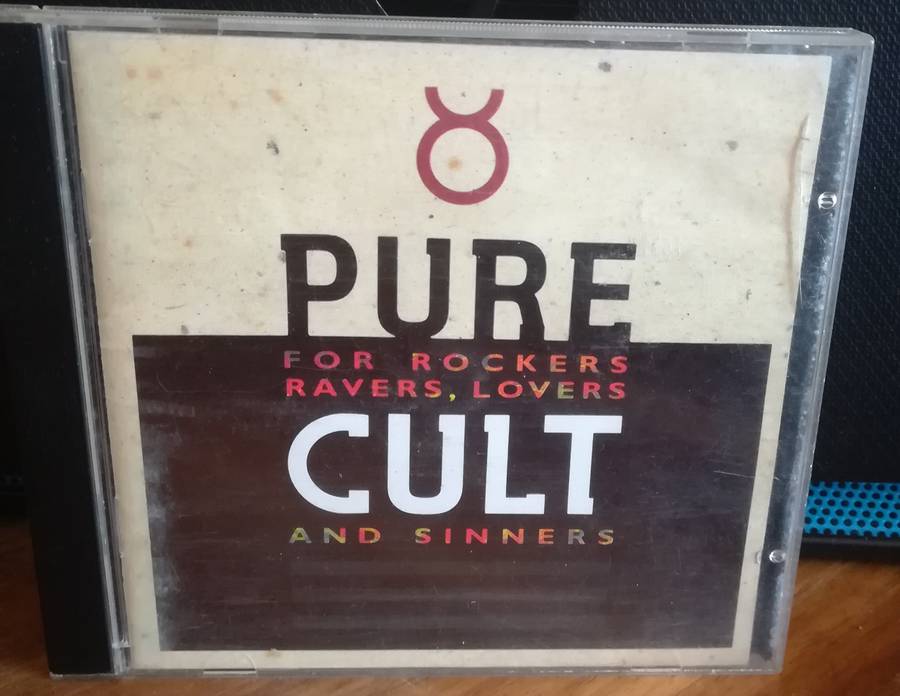 PURE
FOR ROCKERS
RAVERS, LOVERS
CULT
AND SINNERS